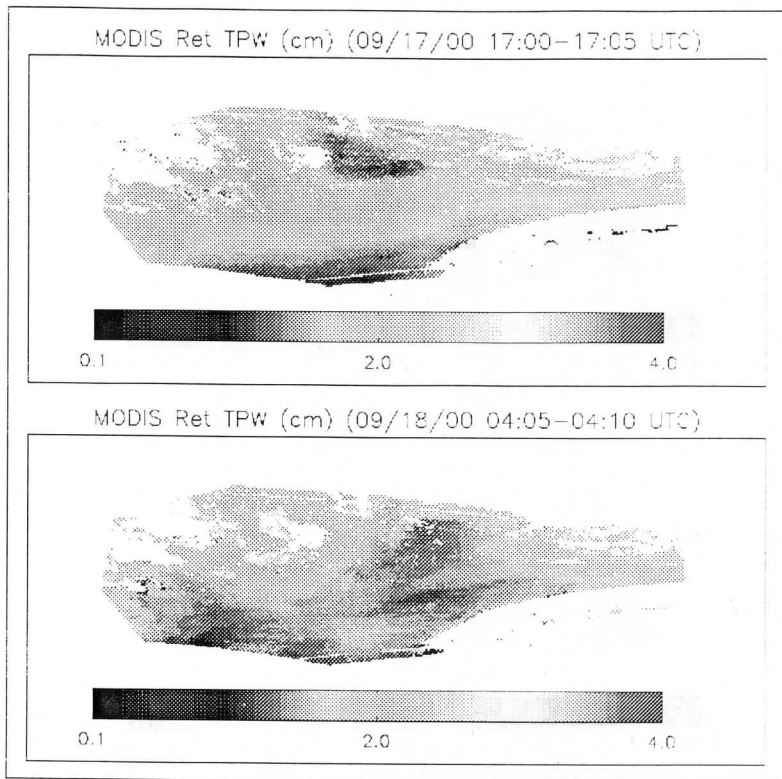 MODIS Ret TPW (cm) (09/17/00 17:00-17:05 UTC)
0.1 2.0 4.0
MODIS Ret TPW (cm) (09/18/00 04:05-04:10 UTC)
0.1 2.0 4.0